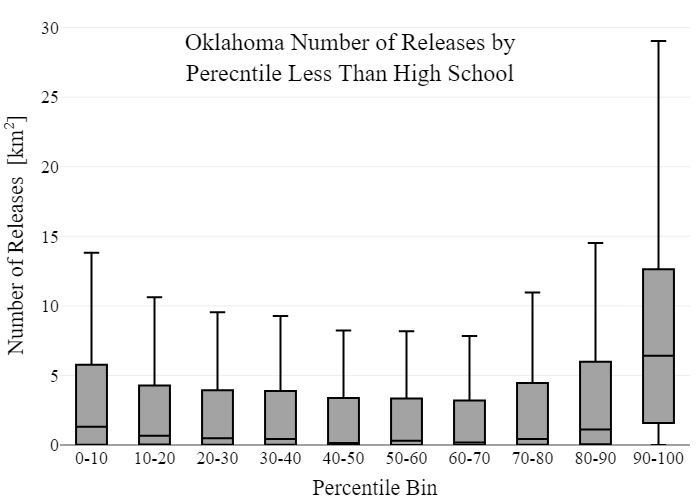 Oklahoma Number of Releases by
Perecntile Less Than High School
Number of Releases [km²]
30
25
20
15
10
5
0
0-10 10-20 20-30 30-40 40-50 50-60 60-70 70-80 80-90 90-100
Percentile Bin